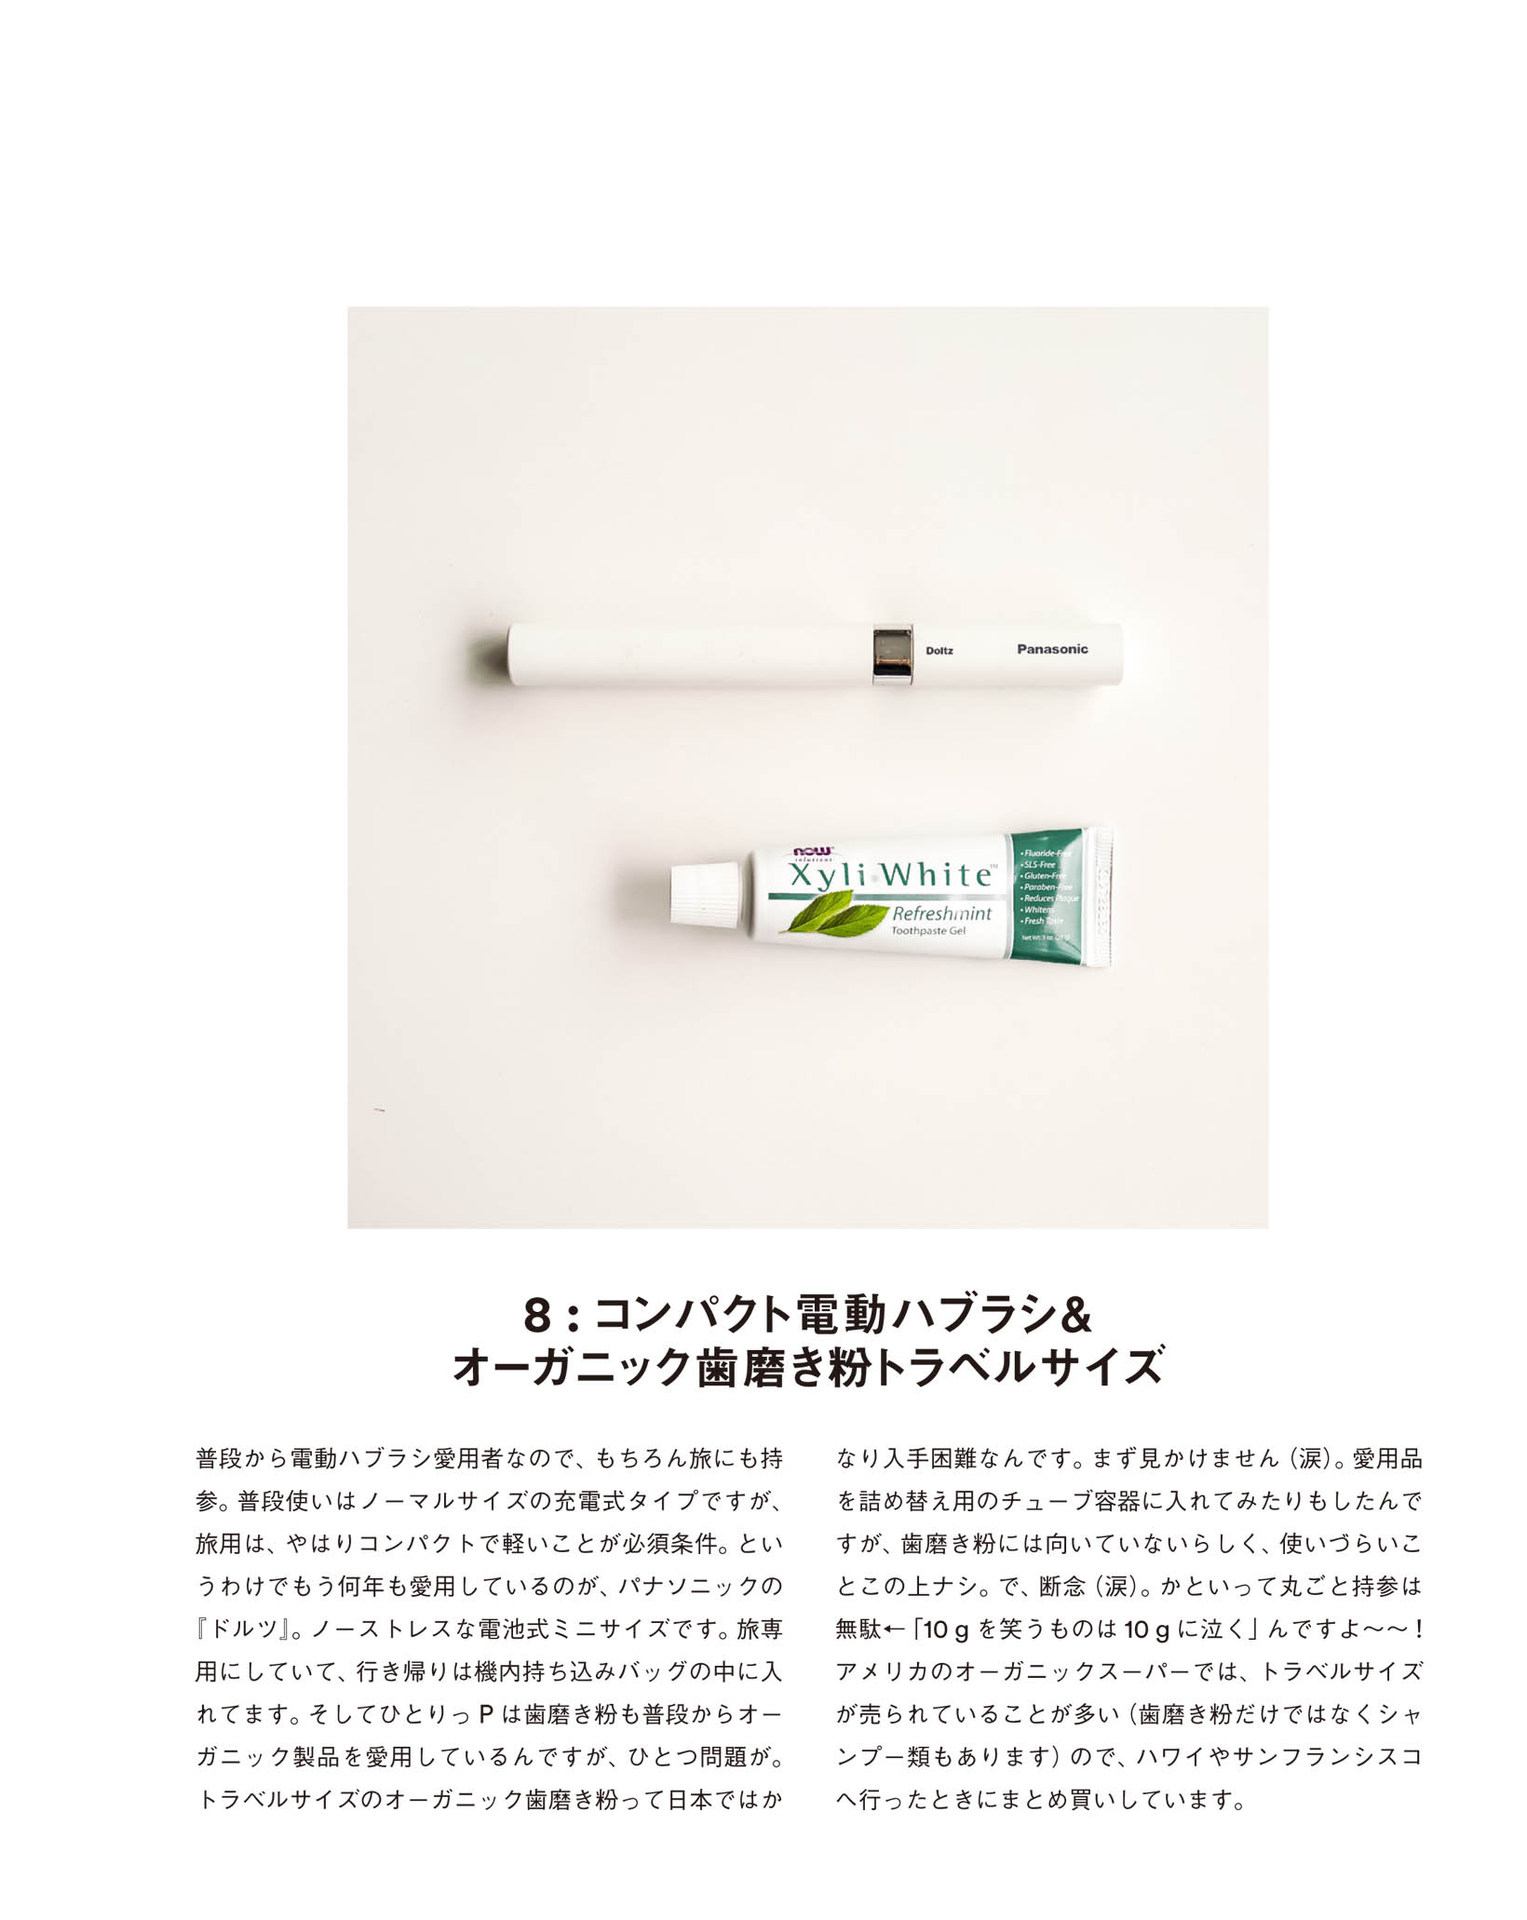 Doltz
Panasonic
now
solutions
Xyli White™
Refreshmint
Toothpaste Gel
• Fluoride-Free
• SLS-Free
• Gluten-Free
• Paraben-Free
• Reduces Plaque
• Whitens
• Fresh Taste
8 : コンパクト電動ハブラシ&
オーガニック歯磨き粉トラベルサイズ
普段から電動ハブラシ愛用者なので、もちろん旅にも持
参。普段使いはノーマルサイズの充電式タイプですが、
旅用は、やはりコンパクトで軽いことが必須条件。とい
うわけでもう何年も愛用しているのが、パナソニックの
『ドルツ』。ノーストレスな電池式ミニサイズです。旅専
用にしていて、行き帰りは機内持ち込みバッグの中に入
れてます。そしてひとりっPは歯磨き粉も普段からオー
ガニック製品を愛用しているんですが、ひとつ問題が。
トラベルサイズのオーガニック歯磨き粉って日本ではか
なり入手困難なんです。まず見かけません（涙）。愛用品
を詰め替え用のチューブ容器に入れてみたりもしたんで
すが、歯磨き粉には向いていないらしく、使いづらいこ
とこの上ナシ。で、断念（涙）。かといって丸ごと持参は
無駄←「10 g を笑うものは 10 g に泣く」んですよ〜〜！
アメリカのオーガニックスーパーでは、トラベルサイズ
が売られていることが多い（歯磨き粉だけではなくシャ
ンプー類もあります）ので、ハワイやサンフランシスコ
へ行ったときにまとめ買いしています。